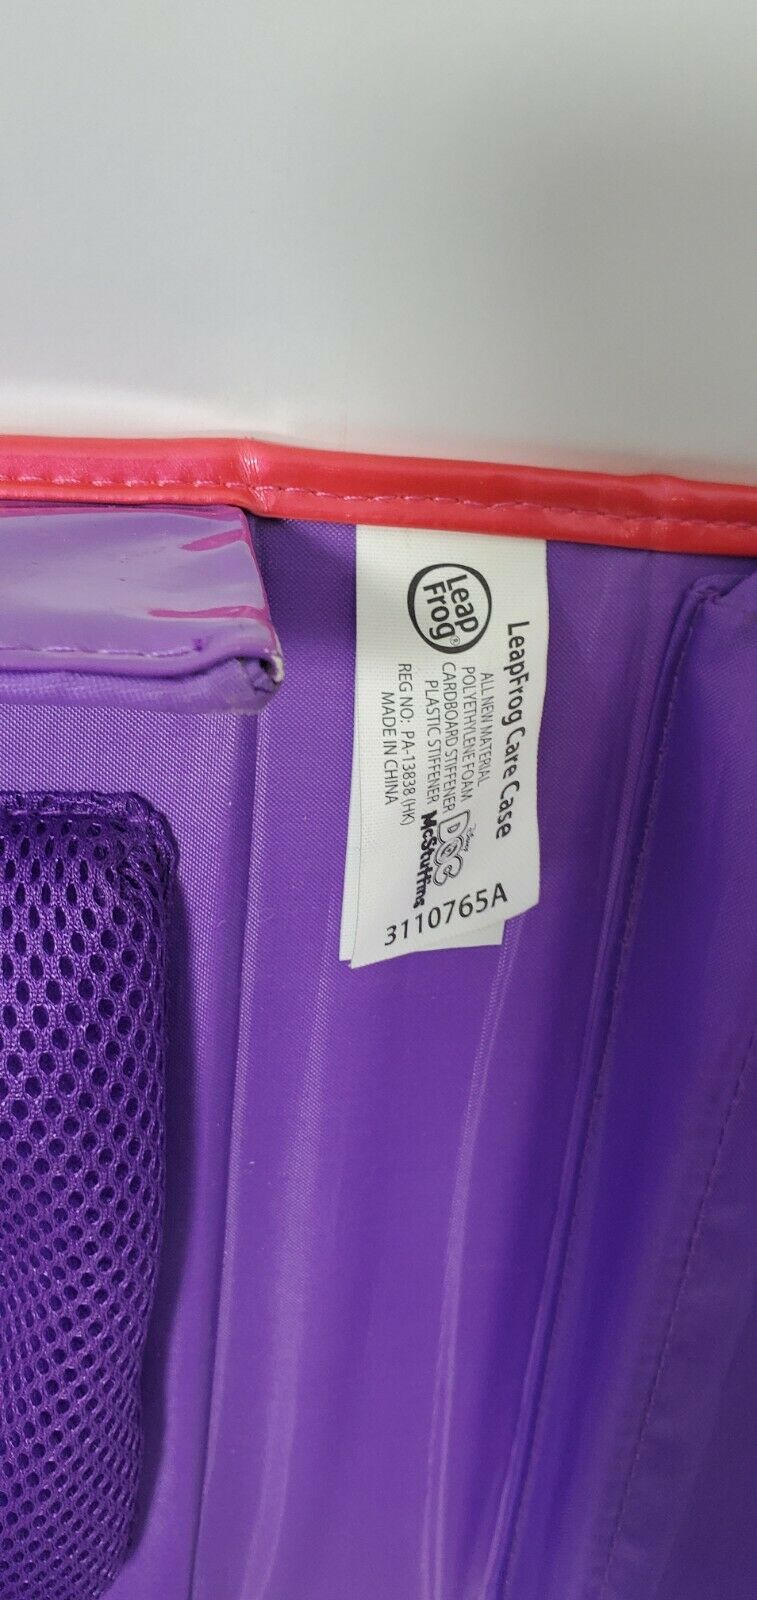 LeapFrog Care Case
Leap
Frog®
ALL NEW MATERIAL
POLYETHYLENE FOAM
CARDBOARD STIFFENER
PLASTIC STIFFENER
REG NO: PA-13838 (HK)
MADE IN CHINA
Disney
Doc
McStuffins
3110765A